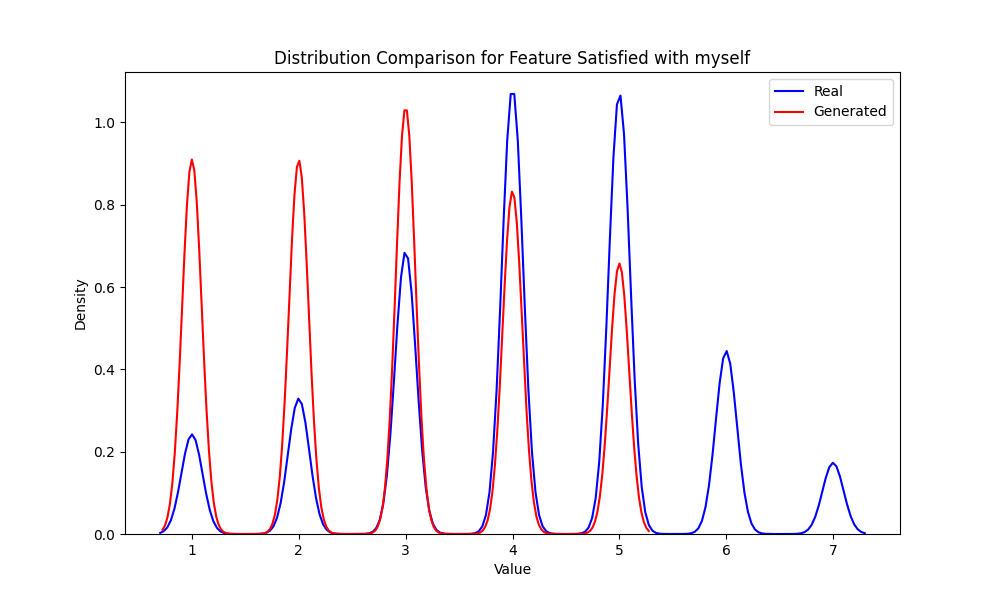 Distribution Comparison for Feature Satisfied with myself
Real
Generated
Density
1.0
0.8
0.6
0.4
0.2
0.0
1 2 3 4 5 6 7
Value